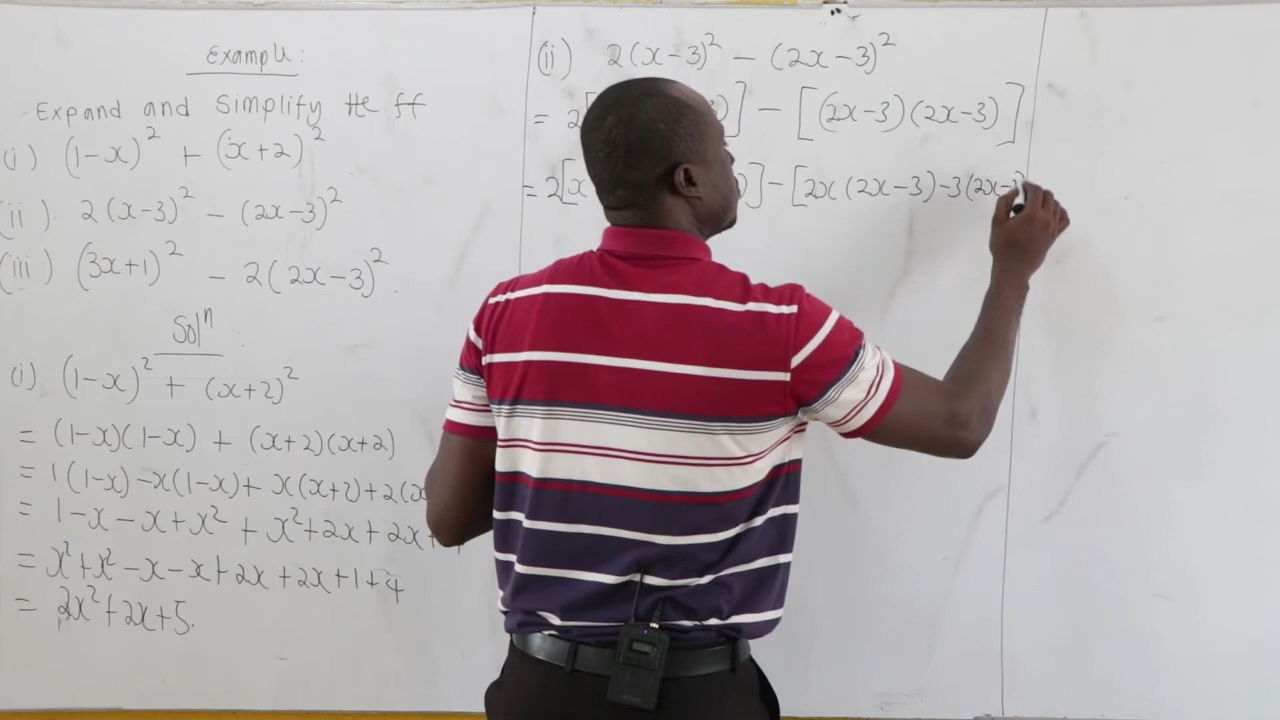 Example:
- Expand and Simplify the ff
(i) (1-x)² + (x+2)²
(ii) 2(x-3)² - (2x-3)²
(iii) (3x+1)² - 2(2x-3)².
Solⁿ
(i) (1-x)² + (x+2)²
= (1-x)(1-x) + (x+2)(x+2)
= 1(1-x)-x(1-x)+ x(x+2)+2(x
= 1-x-x+x² + x²+2x+2x+
= x²+x²-x-x+2x+2x+1+4
= 2x²+2x+5.
(ii) 2(x-3)² - (2x-3)²
= 2[ )] - [(2x-3)(2x-3)]
= 2[x )] - [2x(2x-3)-3(2x-3)